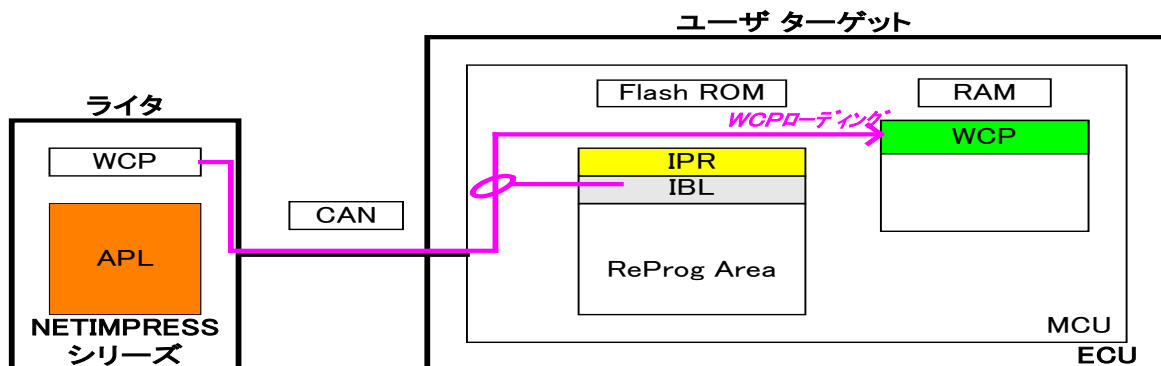 ユーザ ターゲット
ライタ
Flash ROM
RAM
WCPローディング
WCP
WCP
IPR
IBL
CAN
APL
ReProg Area
NETIMPRESS
シリーズ
MCU
ECU